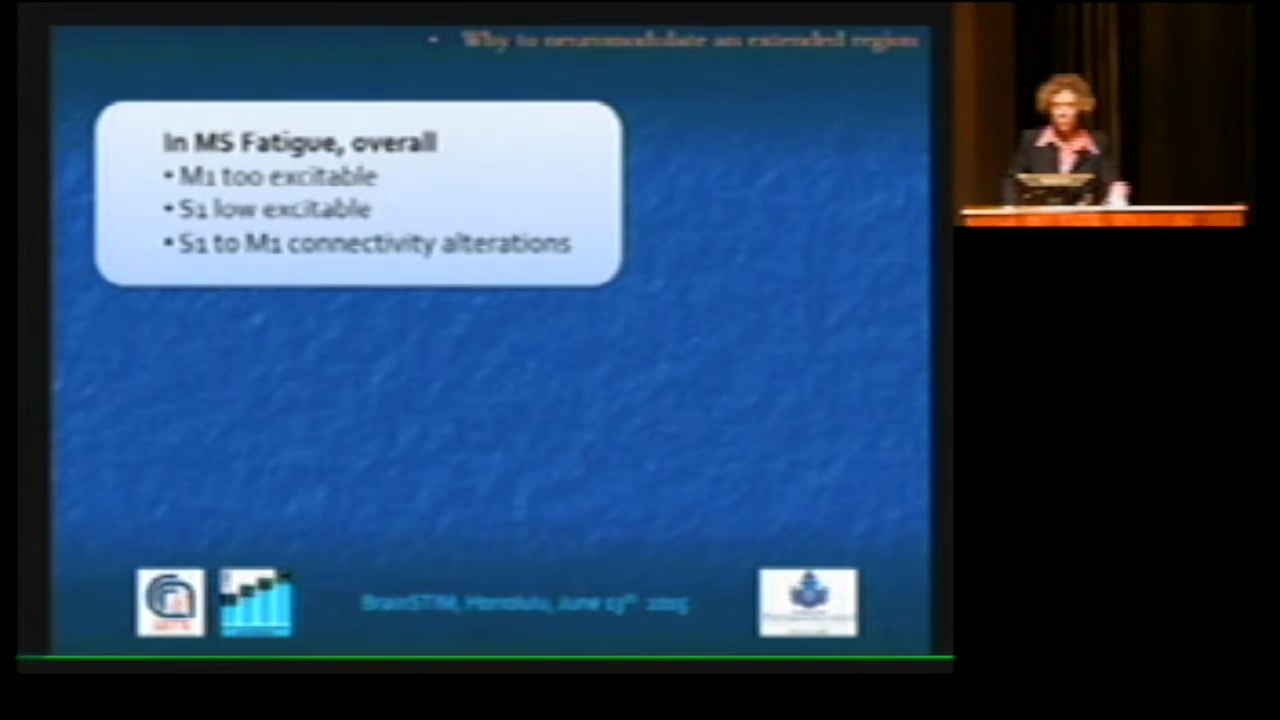 • Why to neuromodulate an extended region
In MS Fatigue, overall
• M1 too excitable
• S1 low excitable
• S1 to M1 connectivity alterations
BrainSTIM, Honolulu, June 13th 2015